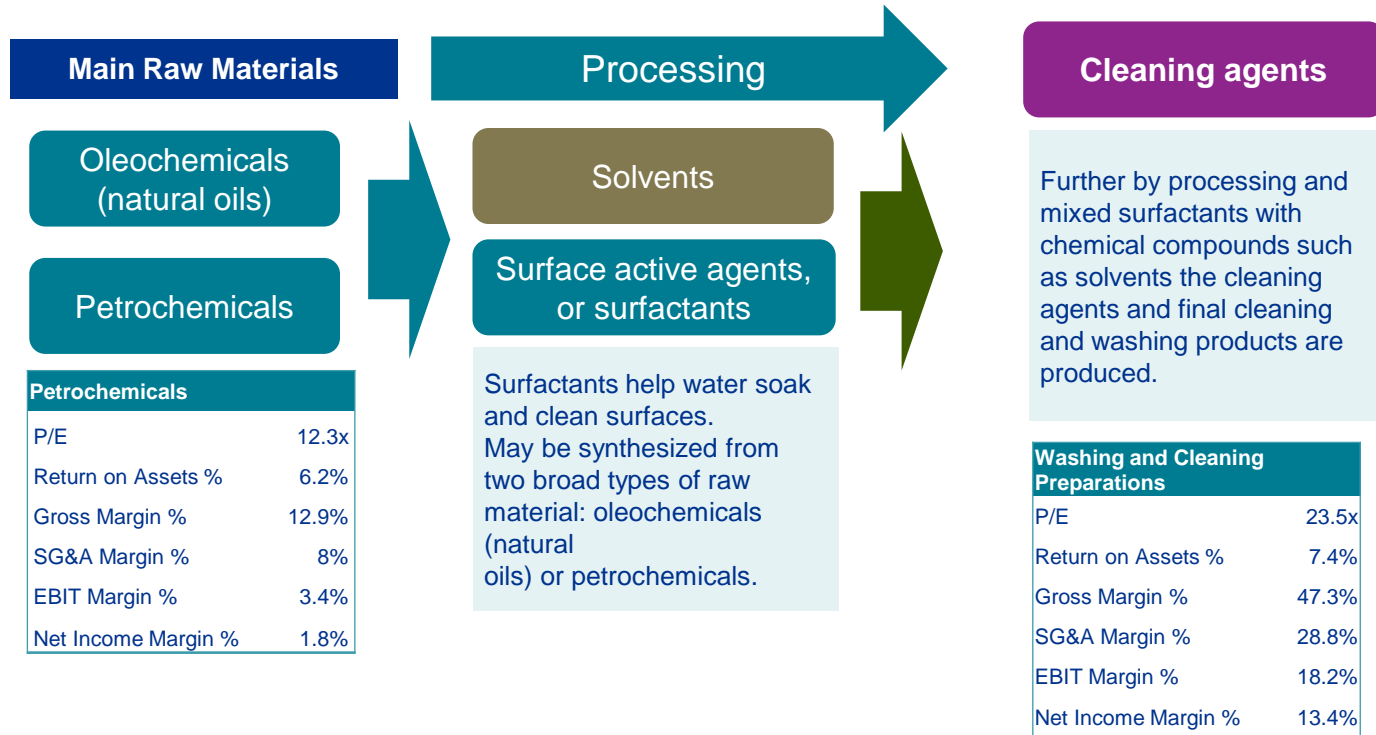 Main Raw Materials
Processing
Cleaning agents
Oleochemicals
(natural oils)
Petrochemicals
Solvents
Surface active agents,
or surfactants
Surfactants help water soak
and clean surfaces.
May be synthesized from
two broad types of raw
material: oleochemicals
(natural
oils) or petrochemicals.
Further by processing and
mixed surfactants with
chemical compounds such
as solvents the cleaning
agents and final cleaning
and washing products are
produced.
Petrochemicals
P/E 12.3x
Return on Assets % 6.2%
Gross Margin % 12.9%
SG&A Margin % 8%
EBIT Margin % 3.4%
Net Income Margin % 1.8%
Washing and Cleaning
Preparations
P/E 23.5x
Return on Assets % 7.4%
Gross Margin % 47.3%
SG&A Margin % 28.8%
EBIT Margin % 18.2%
Net Income Margin % 13.4%